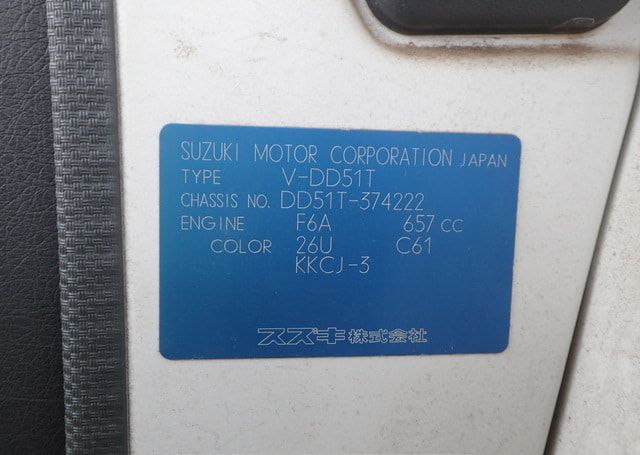 SUZUKI MOTOR CORPORATION JAPAN
TYPE V-DD51T
CHASSIS NO. DD51T-374222
ENGINE F6A 657 CC
COLOR 26U C61
KKCJ-3
スズキ株式会社